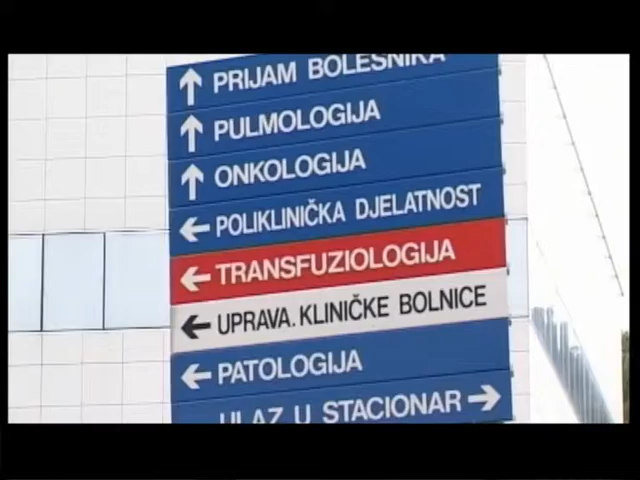 PRIJAM BOLESNIKA
PULMOLOGIJA
ONKOLOGIJA
POLIKLINIČKA DJELATNOST
TRANSFUZIOLOGIJA
UPRAVA. KLINIČKE BOLNICE
PATOLOGIJA
ULAZ U STACIONAR